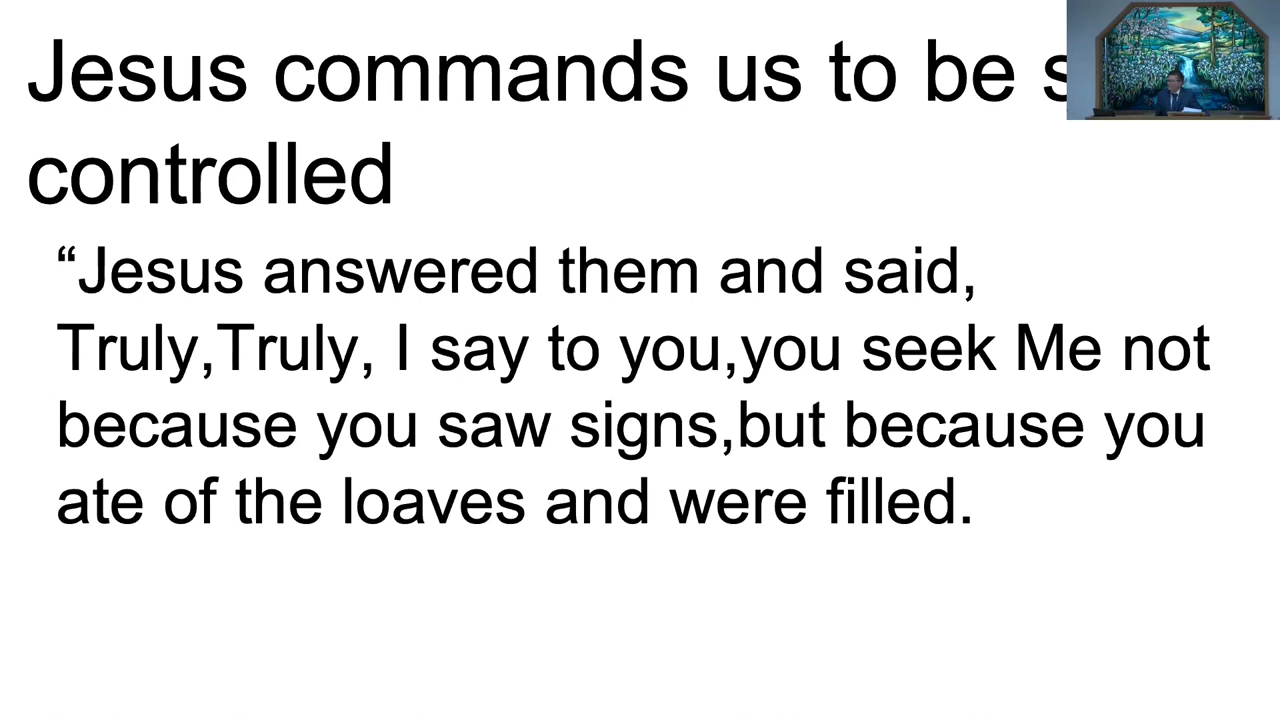 Jesus commands us to be s
controlled
“Jesus answered them and said,
Truly,Truly, I say to you,you seek Me not
because you saw signs,but because you
ate of the loaves and were filled.